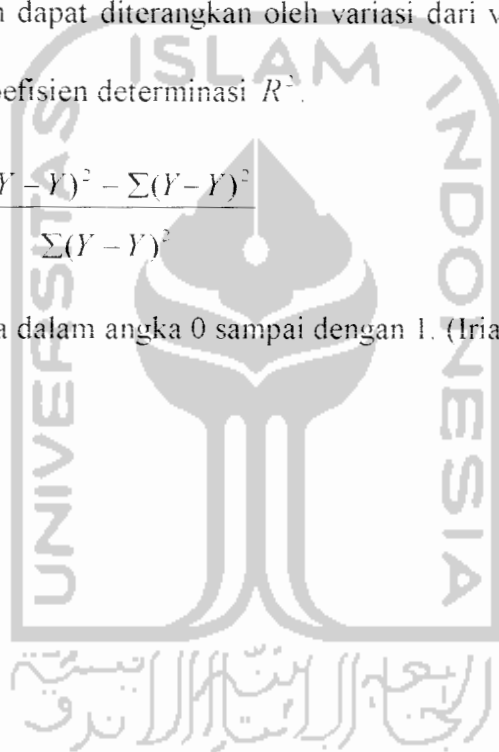 dapat diterangkan oleh variasi dari
efisien determinasi R²
Y – Y)² – Σ(Y – Y)²
Σ(Y – Y)²
dalam angka 0 sampai dengan 1. (Iria
ISLAM
UNIVERSITAS
INDONESIA